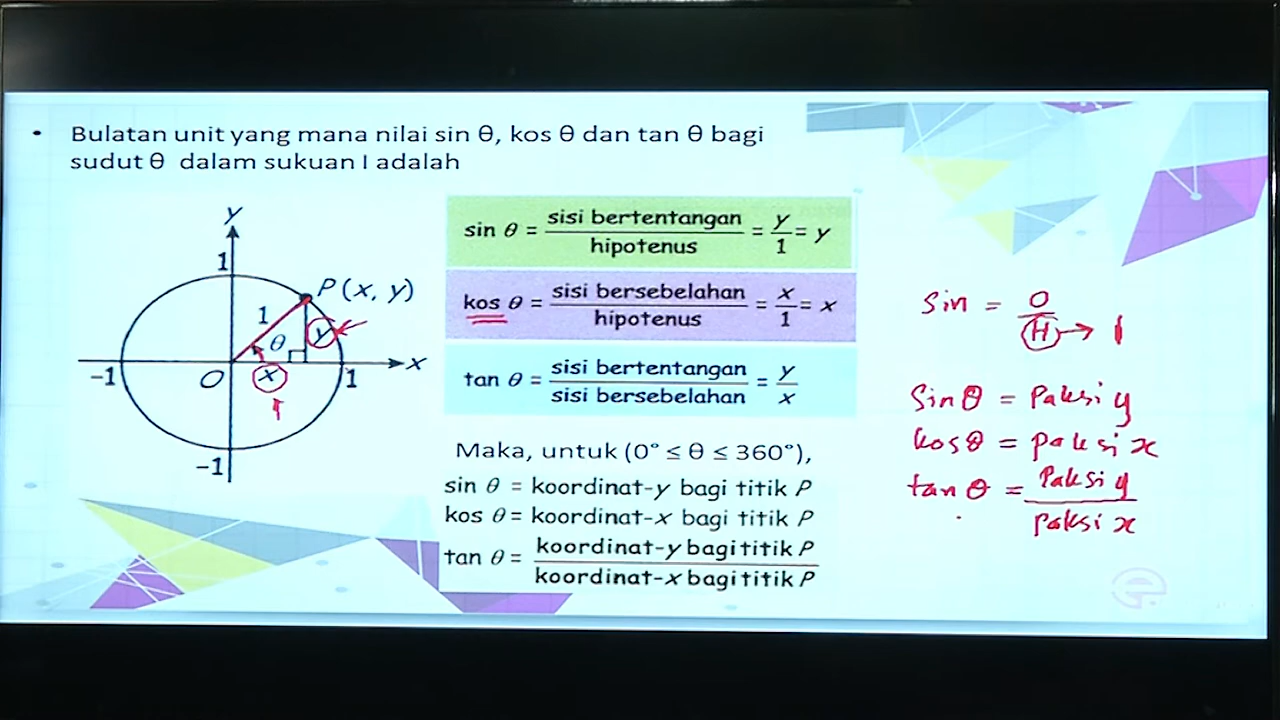 • Bulatan unit yang mana nilai sin θ, kos θ dan tan θ bagi
sudut θ dalam sukuan I adalah
y
1
P (x, y)
1
θ
y
-1
O
x
1
x
-1
sin θ = sisi bertentangan / hipotenus = y/1 = y
kos θ = sisi bersebelahan / hipotenus = x/1 = x
tan θ = sisi bertentangan / sisi bersebelahan = y/x
Maka, untuk (0° ≤ θ ≤ 360°),
sin θ = koordinat-y bagi titik P
kos θ = koordinat-x bagi titik P
tan θ = koordinat-y bagi titik P / koordinat-x bagi titik P
Sin = O/H → 1
Sin θ = Paksi y
kos θ = paksi x
tan θ = Paksi y / paksi x